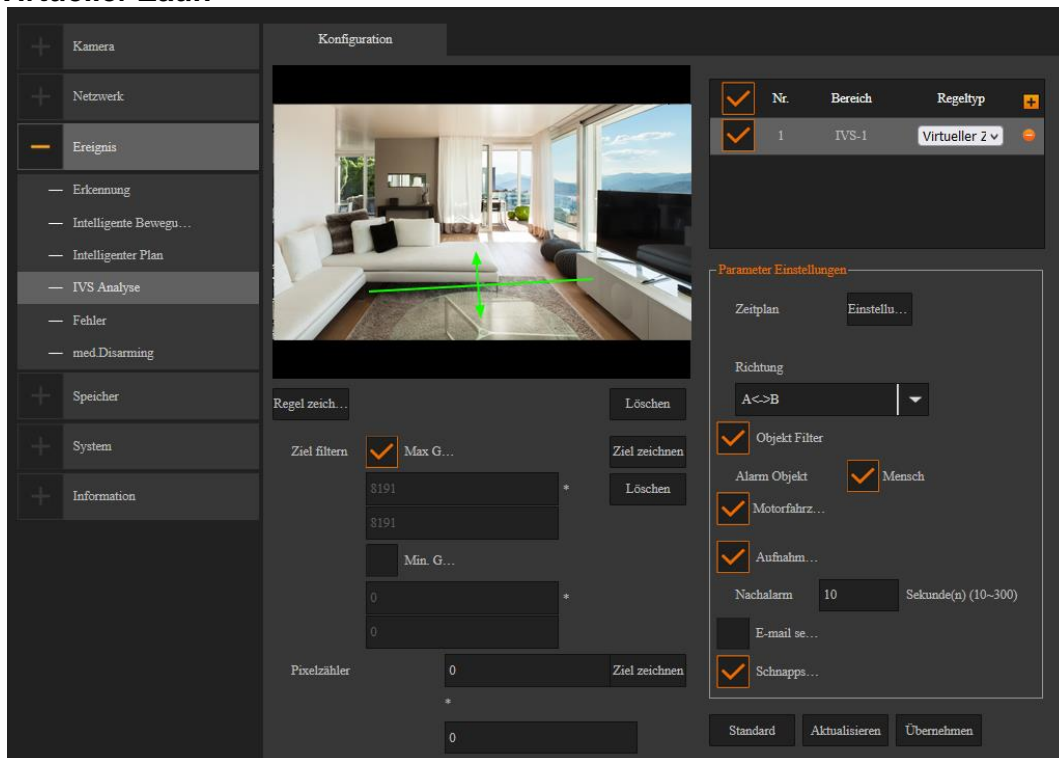 Kamera
Netzwerk
Ereignis
Erkennung
Intelligente Bewegu…
Intelligenter Plan
IVS Analyse
Fehler
med.Disarming
Speicher
System
Information
Konfiguration
Regel zeich…
Löschen
Ziel filtern Max G… Ziel zeichnen
8191 * Löschen
8191
Min. G…
0 *
0
Pixelzähler 0 Ziel zeichnen
*
0
Nr. Bereich Regeltyp
1 IVS-1 Virtueller Z
Parameter Einstellungen
Zeitplan Einstellu…
Richtung
A<->B
Objekt Filter
Alarm Objekt Mensch
Motorfahrz…
Aufnahm…
Nachalarm 10 Sekunde(n) (10~300)
E-mail se…
Schnapps…
Standard Aktualisieren Übernehmen